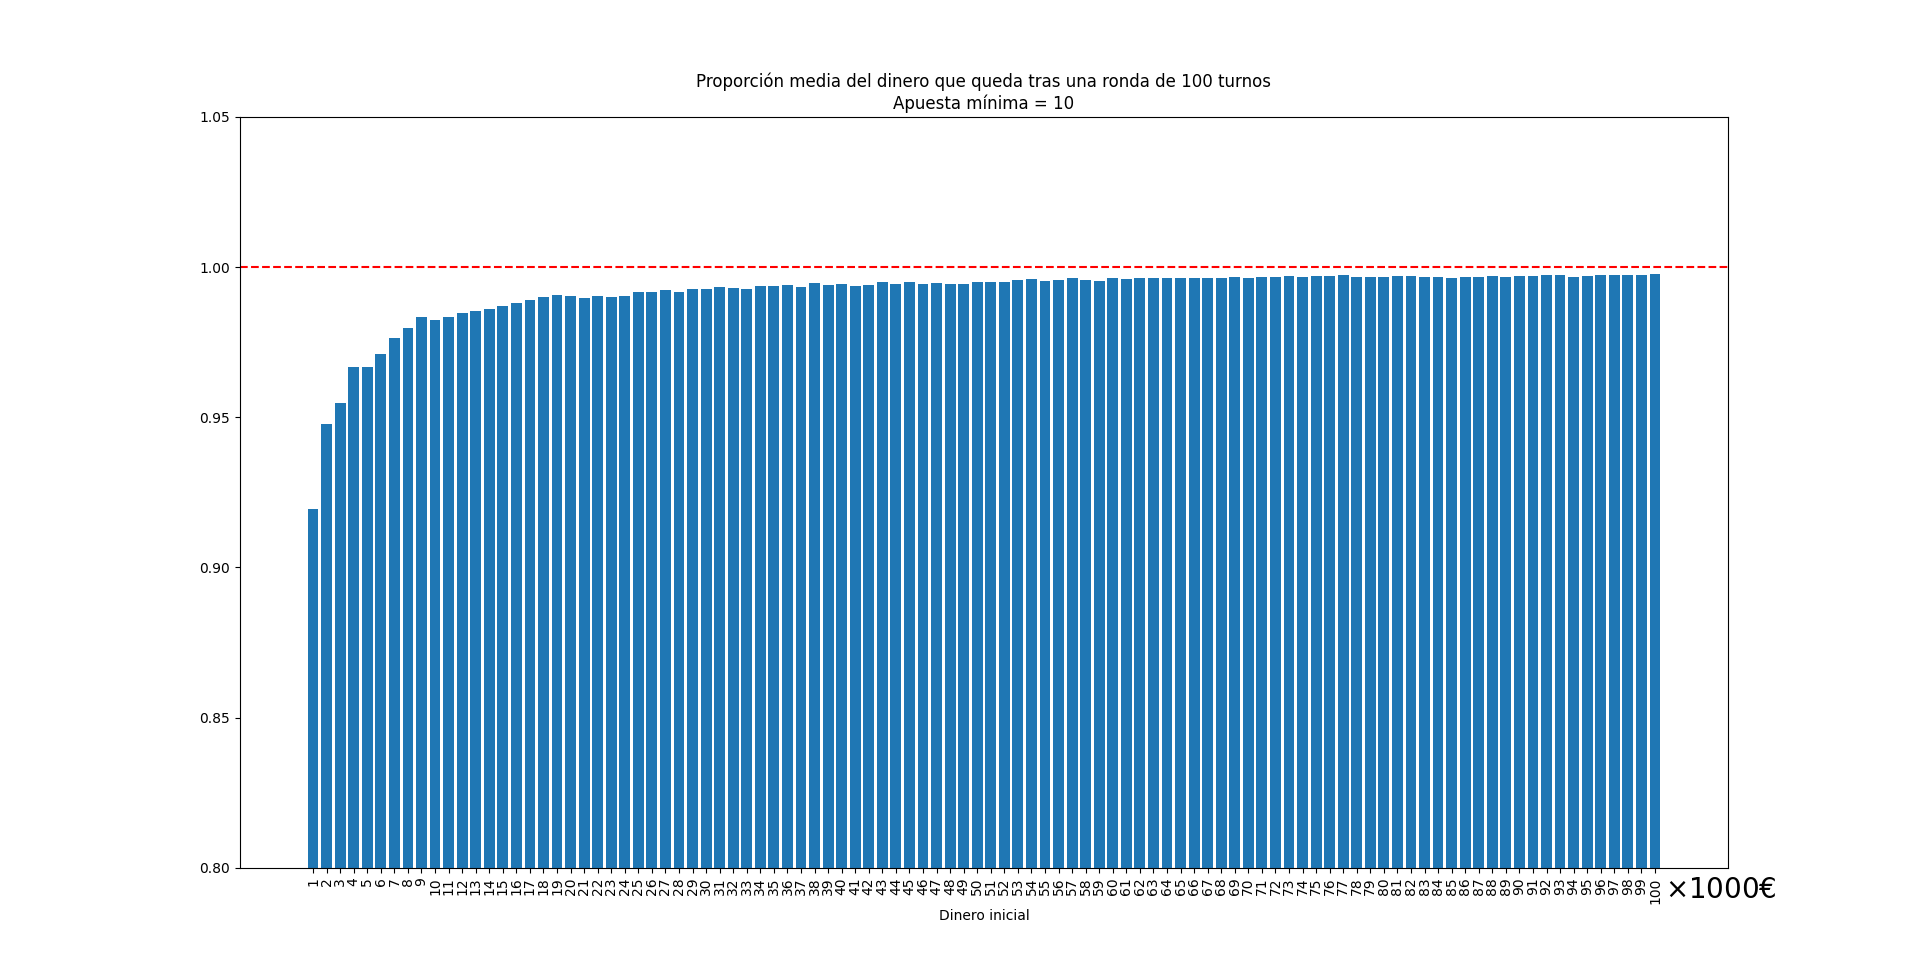 Proporción media del dinero que queda tras una ronda de 100 turnos
Apuesta mínima = 10
1.05
1.00
0.95
0.90
0.85
0.80
1 2 3 4 5 6 7 8 9 10 11 12 13 14 15 16 17 18 19 20 21 22 23 24 25 26 27 28 29 30 31 32 33 34 35 36 37 38 39 40 41 42 43 44 45 46 47 48 49 50 51 52 53 54 55 56 57 58 59 60 61 62 63 64 65 66 67 68 69 70 71 72 73 74 75 76 77 78 79 80 81 82 83 84 85 86 87 88 89 90 91 92 93 94 95 96 97 98 99 100 ×1000€
Dinero inicial